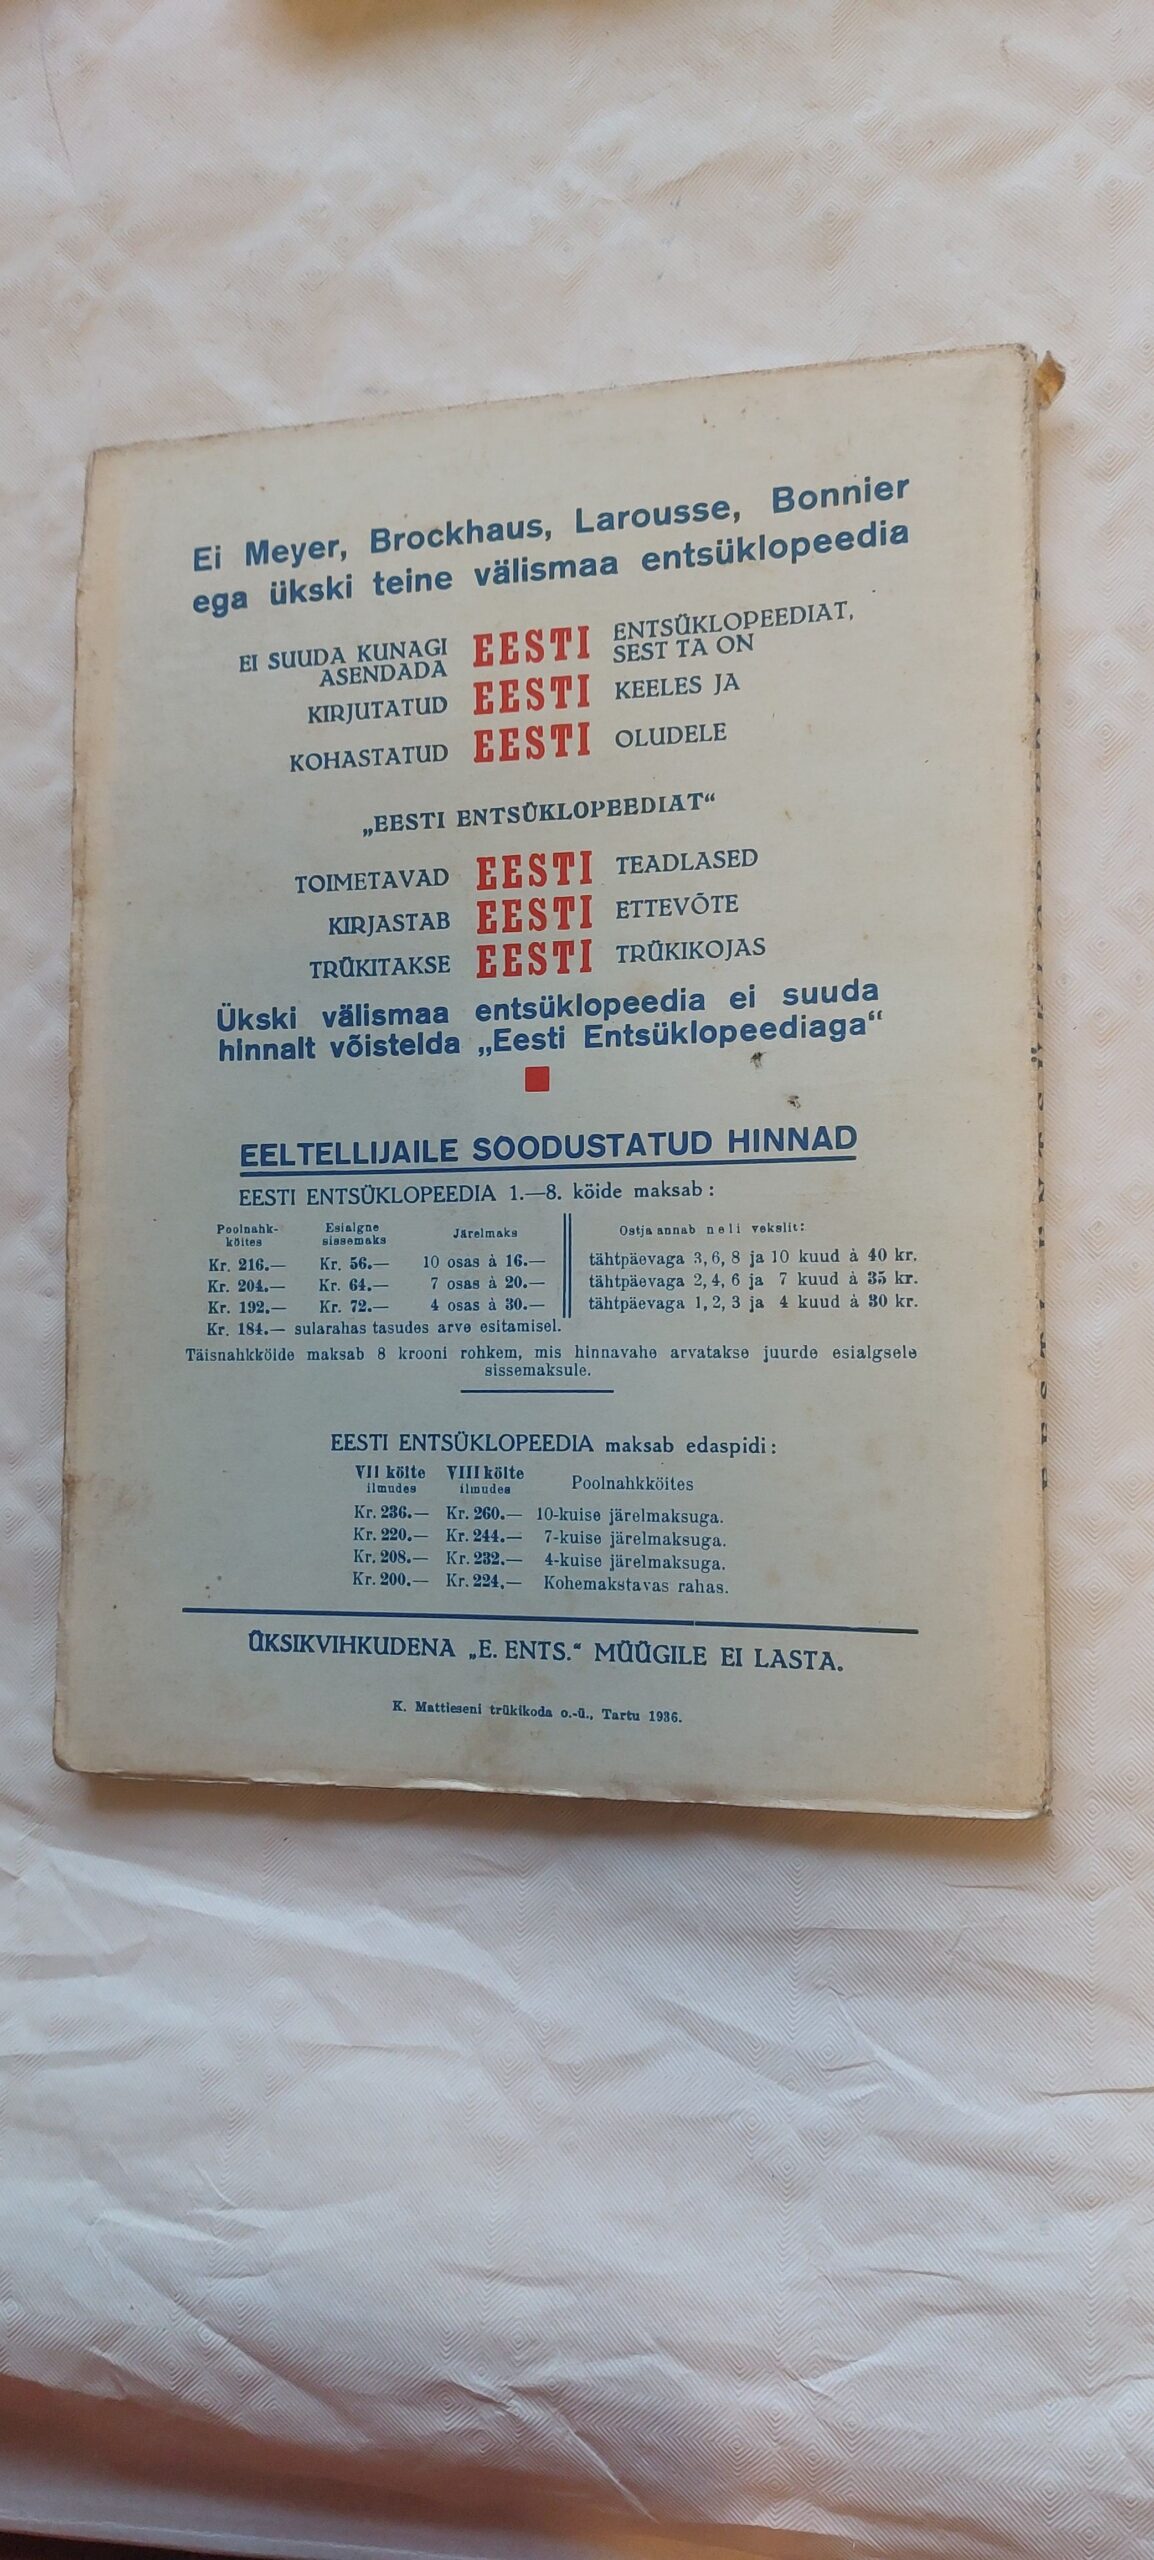 Ei Meyer, Brockhaus, Larousse, Bonnier
ega ükski teine välismaa entsüklopeedia
EI SUUDA KUNAGI ASENDADA EESTI ENTSÜKLOPEEDIAT, SEST TA ON
KIRJUTATUD EESTI KEELES JA
KOHASTATUD EESTI OLUDELE
„EESTI ENTSÜKLOPEEDIAT“
TOIMETAVAD EESTI TEADLASED
KIRJASTAB EESTI ETTEVÕTE
TRÜKITAKSE EESTI TRÜKIKOJAS
Ükski välismaa entsüklopeedia ei suuda
hinnalt võistelda „Eesti Entsüklopeediaga“
EELTELLIJAILE SOODUSTATUD HINNAD
EESTI ENTSÜKLOPEEDIA 1.—8. köide maksab:
Poolnahk-köites Esialgne sissemaks Järelmaks Ostja annab neli vekslit:
Kr. 216.— Kr. 56.— 10 osas à 16.— tähtpäevaga 3, 6, 8 ja 10 kuud à 40 kr.
Kr. 204.— Kr. 64.— 7 osas à 20.— tähtpäevaga 2, 4, 6 ja 7 kuud à 35 kr.
Kr. 192.— Kr. 72.— 4 osas à 30.— tähtpäevaga 1, 2, 3 ja 4 kuud à 30 kr.
Kr. 184.— sularahas tasudes arve esitamisel.
Täisnahkköide maksab 8 krooni rohkem, mis hinnavahe arvatakse juurde esialgsele
sissemaksule.
EESTI ENTSÜKLOPEEDIA maksab edaspidi:
VII köite ilmudes VIII köite ilmudes Poolnahkköites
Kr. 236.— Kr. 260.— 10-kuise järelmaksuga.
Kr. 220.— Kr. 244.— 7-kuise järelmaksuga.
Kr. 208.— Kr. 232.— 4-kuise järelmaksuga.
Kr. 200.— Kr. 224.— Kohemakstavas rahas.
ÜKSIKVIHKUDENA „E. ENTS.“ MÜÜGILE EI LASTA.
K. Mattieseni trükikoda o.-ü., Tartu 1936.